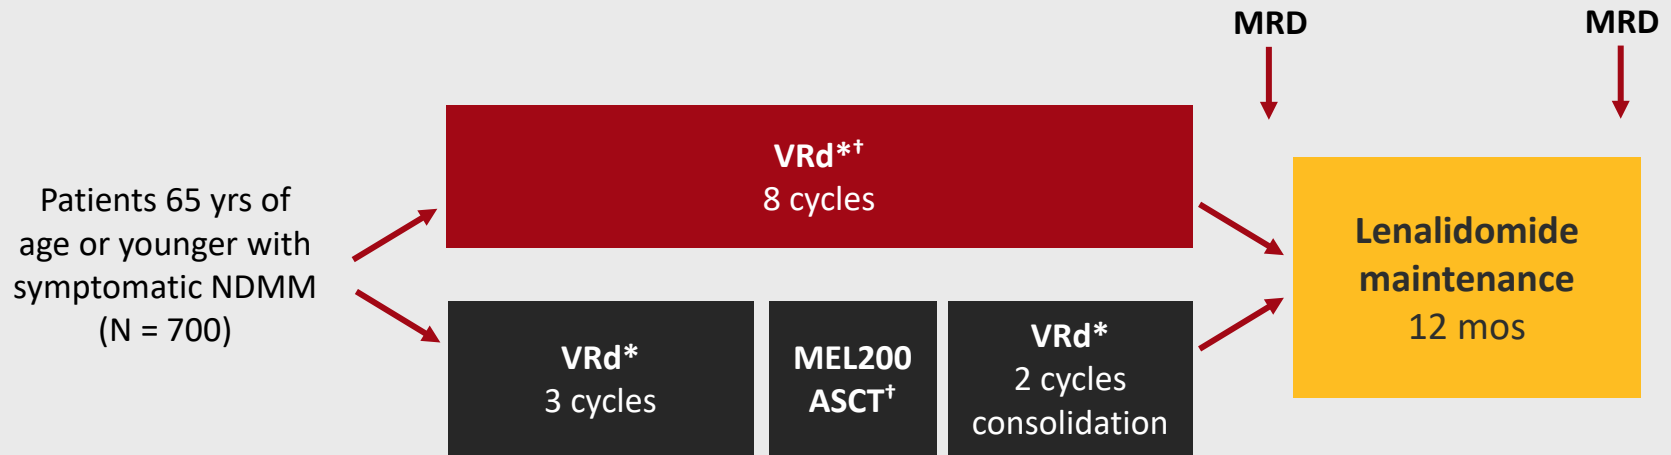 MRD
MRD
Patients 65 yrs of
age or younger with
symptomatic NDMM
(N = 700)
VRd*†
8 cycles
VRd*
3 cycles
MEL200
ASCT†
VRd*
2 cycles
consolidation
Lenalidomide
maintenance
12 mos